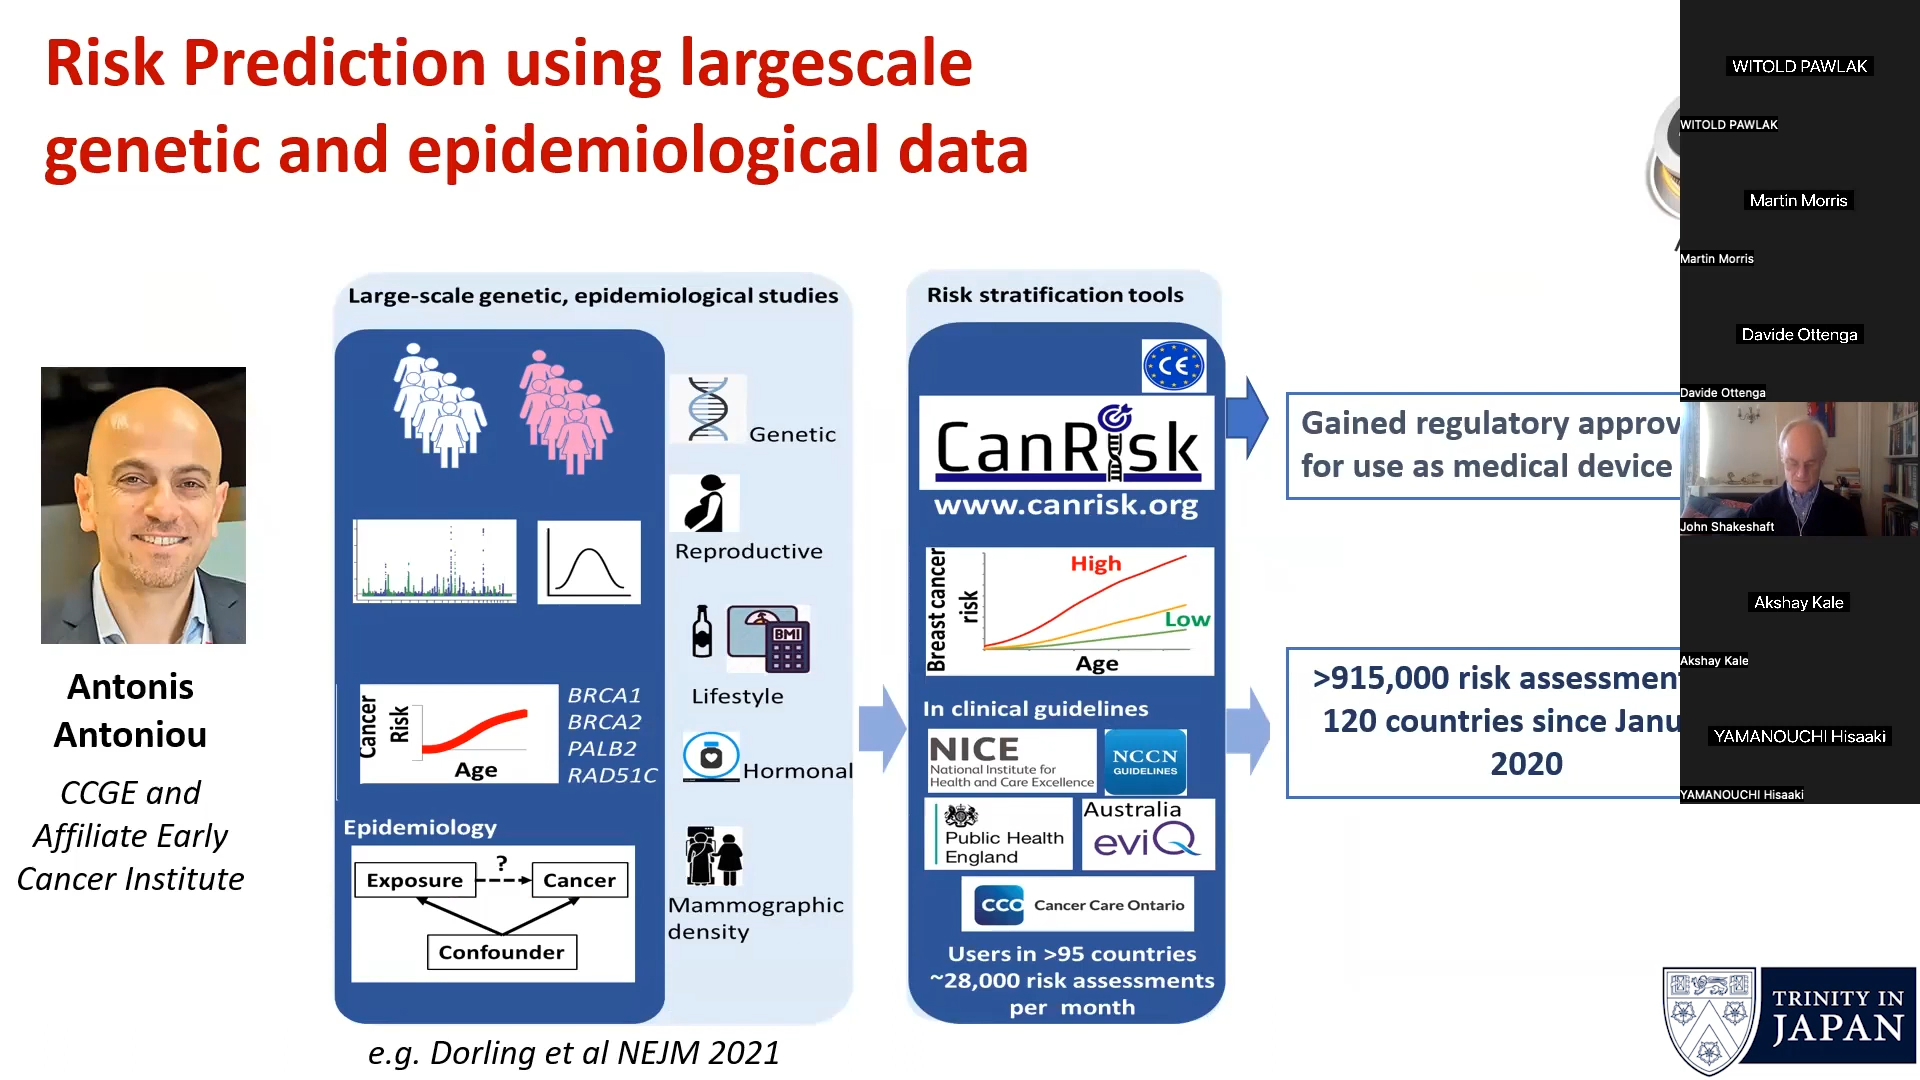 Risk Prediction using largescale
genetic and epidemiological data
Antonis
Antoniou
CCGE and
Affiliate Early
Cancer Institute
Large-scale genetic, epidemiological studies
Genetic
Reproductive
BMI
Lifestyle
Cancer
Risk
Age
BRCA1
BRCA2
PALB2
RAD51C
Hormonal
Epidemiology
Exposure
?
Cancer
Confounder
Mammographic
density
e.g. Dorling et al NEJM 2021
Risk stratification tools
CE
CanRisk
www.canrisk.org
Breast cancer
risk
High
Low
Age
In clinical guidelines
NICE
National Institute for
Health and Care Excellence
NCCN
GUIDELINES
Public Health
England
Australia
eviQ
CCO
Cancer Care Ontario
Users in >95 countries
~28,000 risk assessments
per month
Gained regulatory approv
for use as medical device
>915,000 risk assessmen
120 countries since Janu
2020
WITOLD PAWLAK
WITOLD PAWLAK
Martin Morris
Martin Morris
Davide Ottenga
Davide Ottenga
John Shakeshaft
Akshay Kale
Akshay Kale
YAMANOUCHI Hisaaki
YAMANOUCHI Hisaaki
TRINITY IN
JAPAN